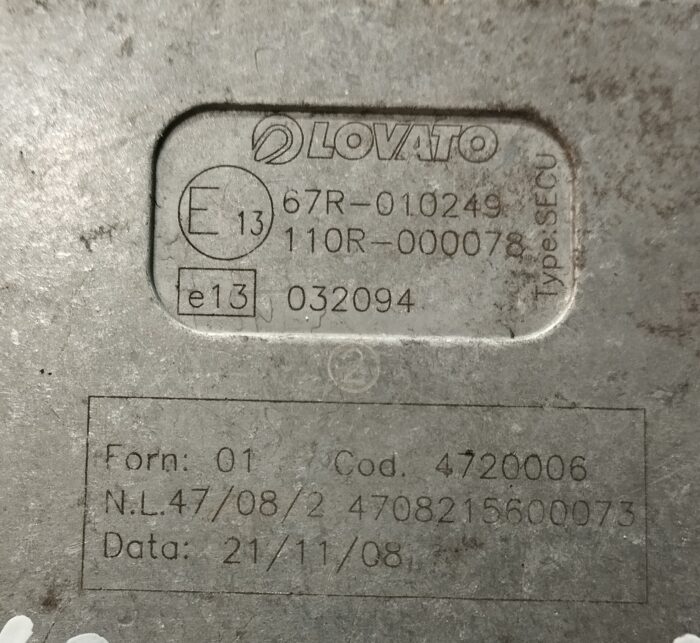 LOVATO
E 13 67R-010249
110R-000078
Type:SECU
e13 032094
2
Forn: 01 Cod. 4720006
N.L.47/08/2 4708215600073
Data: 21/11/08